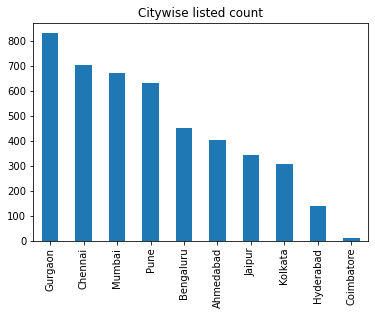 Citywise listed count
800
700
600
500
400
300
200
100
0
Gurgaon
Chennai
Mumbai
Pune
Bengaluru
Ahmedabad
Jaipur
Kolkata
Hyderabad
Coimbatore